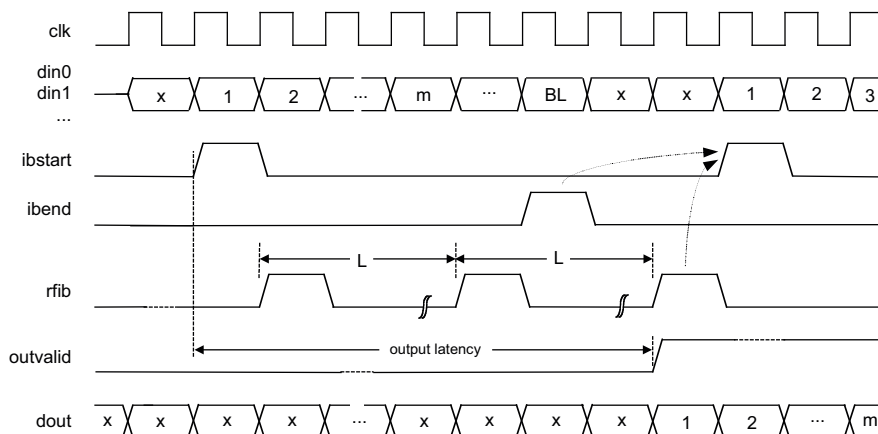 clk
din0
din1
...
x 1 2 ... m ... BL x x 1 2 3
ibstart
ibend
L L
rfib
output latency
outvalid
dout
x x x x ... x x x x 1 2 ... m